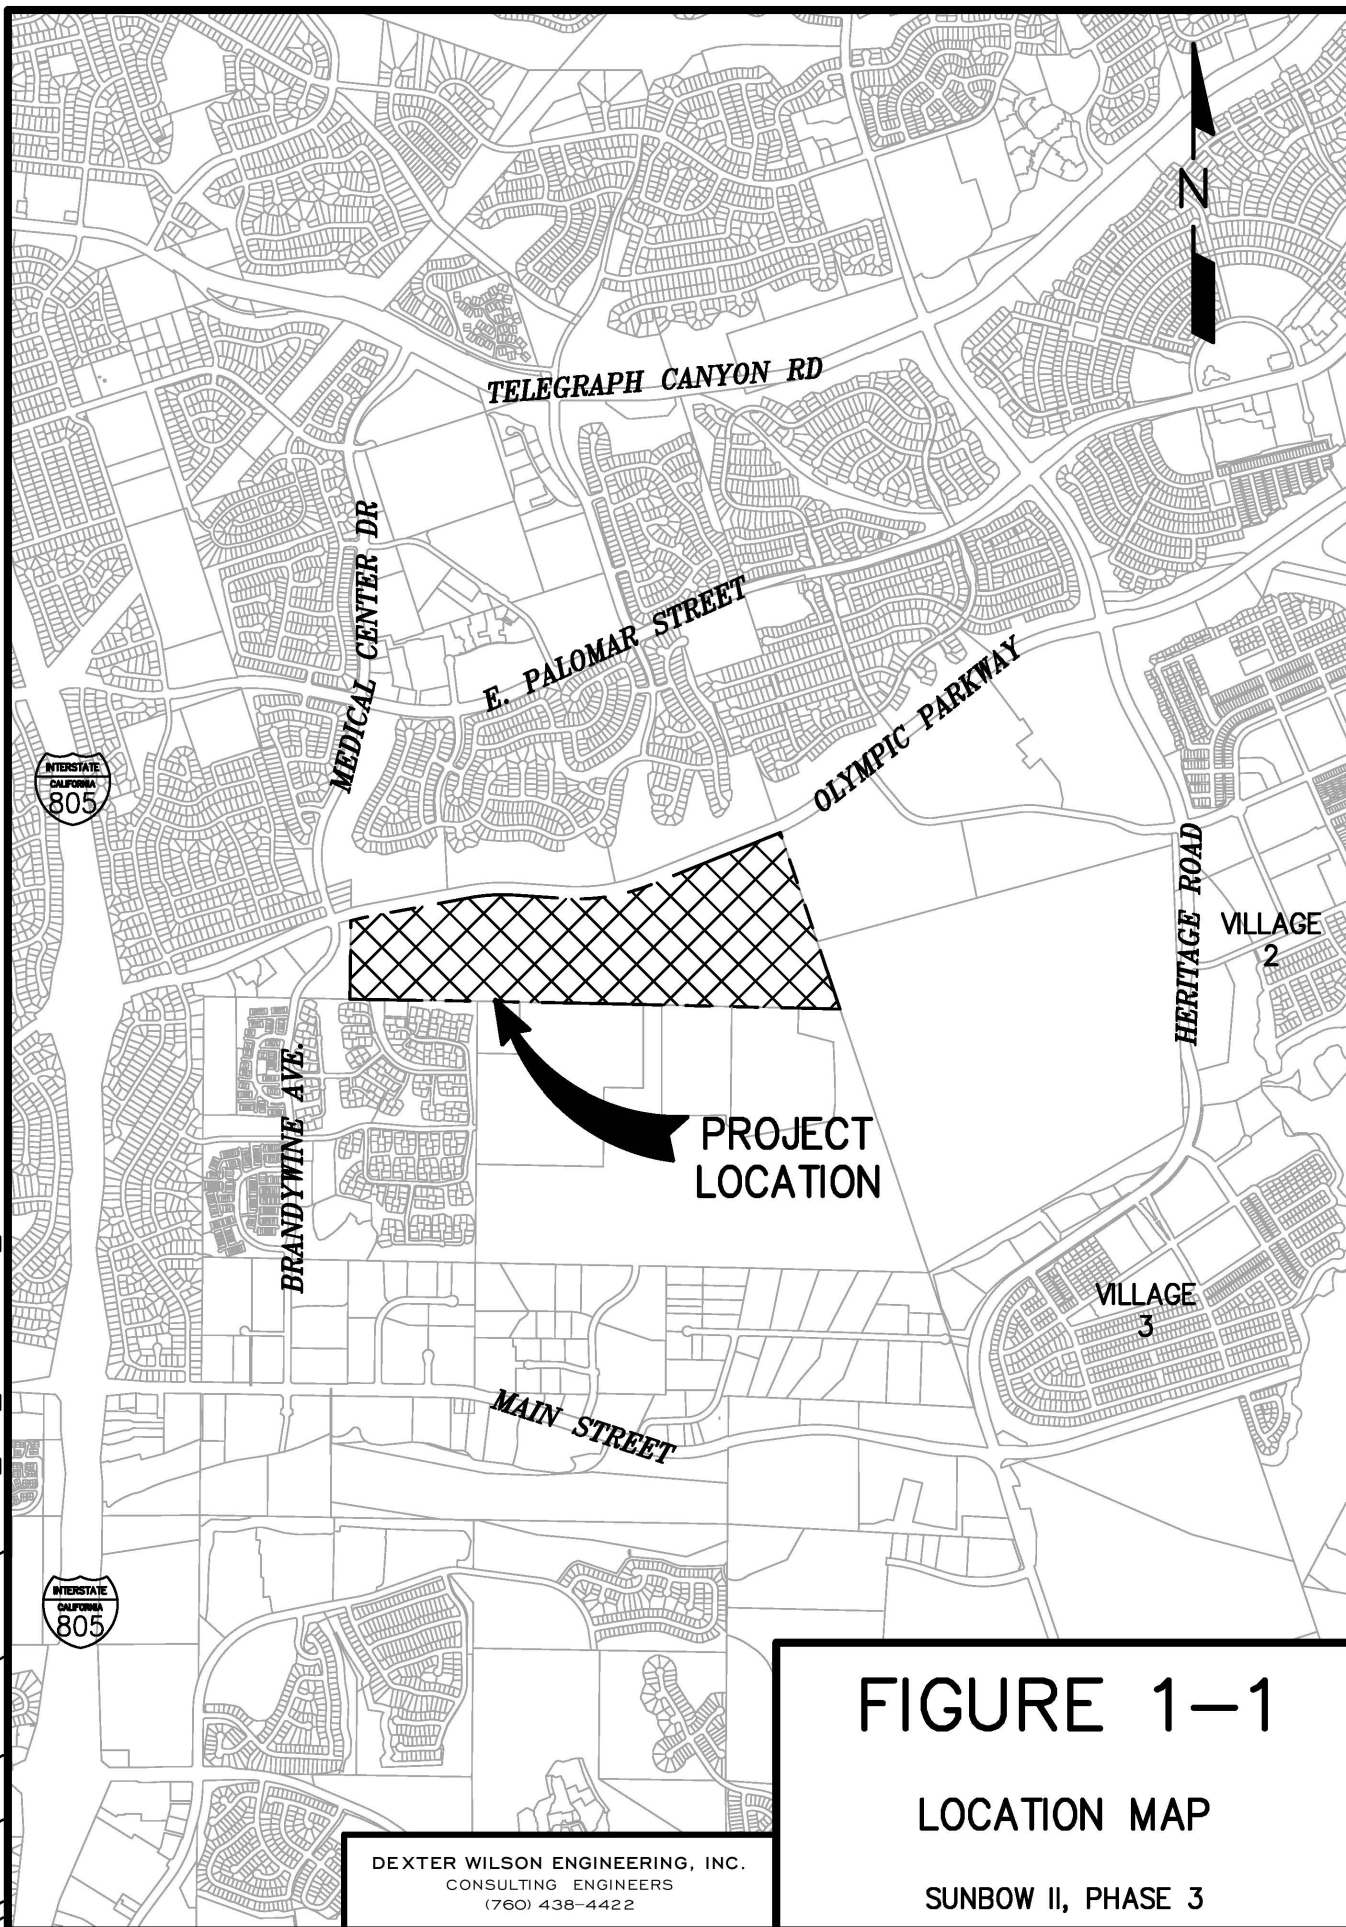 N
TELEGRAPH CANYON RD
MEDICAL CENTER DR
E. PALOMAR STREET
OLYMPIC PARKWAY
INTERSTATE
CALIFORNIA
805
HERITAGE ROAD
VILLAGE
2
BRANDYWINE AVE.
PROJECT
LOCATION
VILLAGE
3
MAIN STREET
INTERSTATE
CALIFORNIA
805
FIGURE 1-1
LOCATION MAP
SUNBOW II, PHASE 3
DEXTER WILSON ENGINEERING, INC.
CONSULTING ENGINEERS
(760) 438-4422